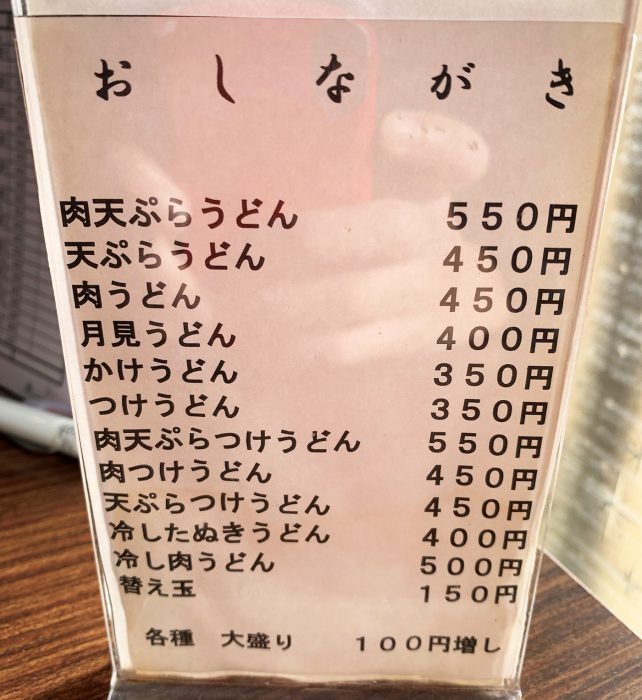 おしながき
肉天ぷらうどん ５５０円
天ぷらうどん ４５０円
肉うどん ４５０円
月見うどん ４００円
かけうどん ３５０円
つけうどん ３５０円
肉天ぷらつけうどん ５５０円
肉つけうどん ４５０円
天ぷらつけうどん ４５０円
冷したぬきうどん ４００円
冷し肉うどん ５００円
替え玉 １５０円
各種　大盛り １００円増し